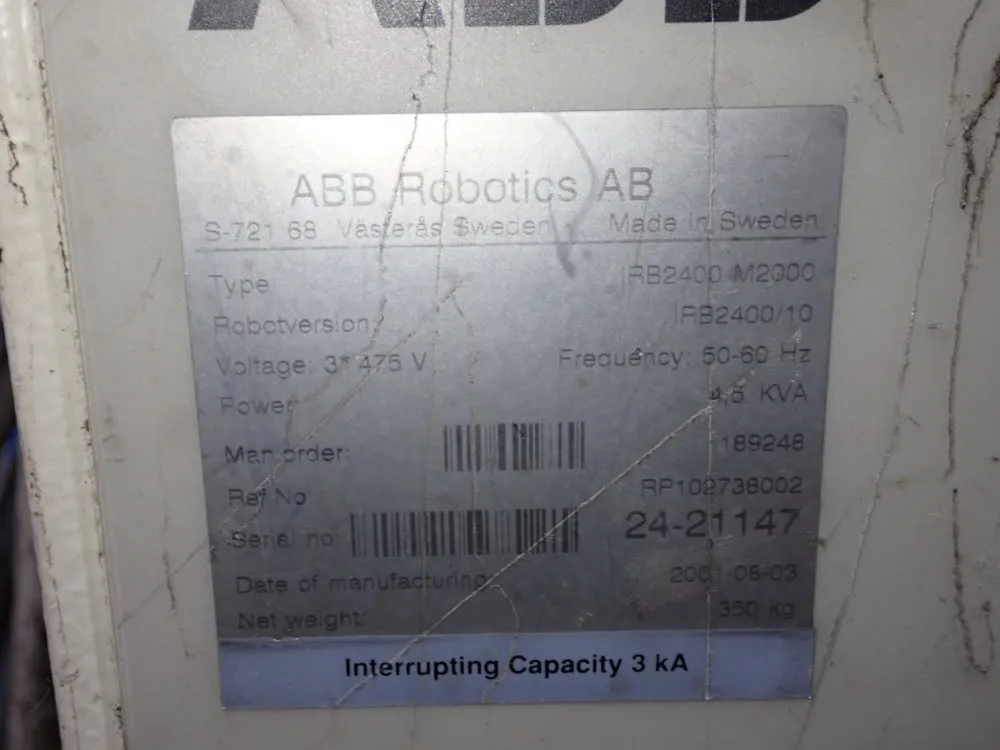 ABB
ABB Robotics AB
S-721 68 Västerås Sweden Made in Sweden
Type IRB2400 M2000
Robotversion: IRB2400/10
Voltage: 3* 475 V Frequency: 50-60 Hz
Power: 4,5 KVA
Man order: 189248
Ref No RP102738002
Serial no 24-21147
Date of manufacturing: 2001-08-03
Net weight: 350 kg
Interrupting Capacity 3 kA